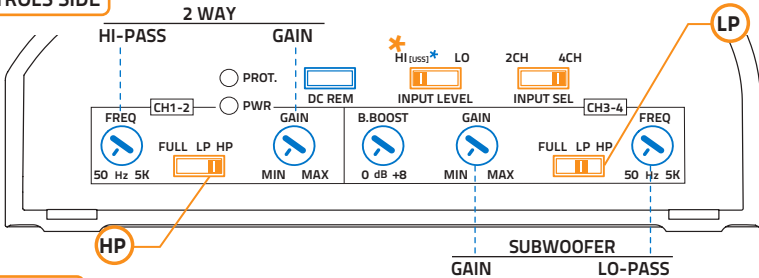 2 WAY
HI-PASS GAIN
LP
HI [USS]* LO 2CH 4CH
PROT.
DC REM INPUT LEVEL INPUT SEL
CH1-2 PWR CH3-4
FREQ GAIN B.BOOST GAIN FREQ
FULL LP HP FULL LP HP
50 Hz 5K MIN MAX 0 dB +8 MIN MAX 50 Hz 5K
HP
SUBWOOFER
GAIN LO-PASS